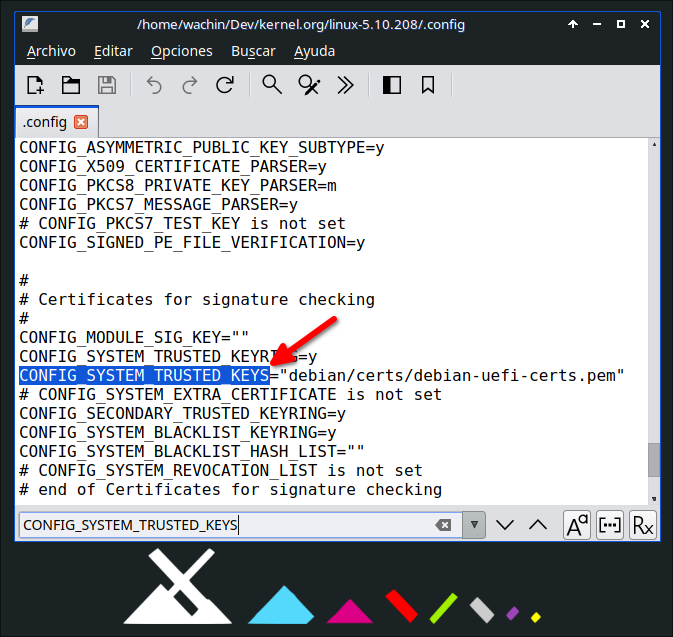 /home/wachin/Dev/kernel.org/linux-5.10.208/.config
Archivo Editar Opciones Buscar Ayuda
.config
CONFIG_ASYMMETRIC_PUBLIC_KEY_SUBTYPE=y
CONFIG_X509_CERTIFICATE_PARSER=y
CONFIG_PKCS8_PRIVATE_KEY_PARSER=m
CONFIG_PKCS7_MESSAGE_PARSER=y
# CONFIG_PKCS7_TEST_KEY is not set
CONFIG_SIGNED_PE_FILE_VERIFICATION=y
#
# Certificates for signature checking
#
CONFIG_MODULE_SIG_KEY=""
CONFIG_SYSTEM_TRUSTED_KEYRING=y
CONFIG_SYSTEM_TRUSTED_KEYS="debian/certs/debian-uefi-certs.pem"
# CONFIG_SYSTEM_EXTRA_CERTIFICATE is not set
CONFIG_SECONDARY_TRUSTED_KEYRING=y
CONFIG_SYSTEM_BLACKLIST_KEYRING=y
CONFIG_SYSTEM_BLACKLIST_HASH_LIST=""
# CONFIG_SYSTEM_REVOCATION_LIST is not set
# end of Certificates for signature checking
CONFIG_SYSTEM_TRUSTED_KEYS Aa [···] Rx